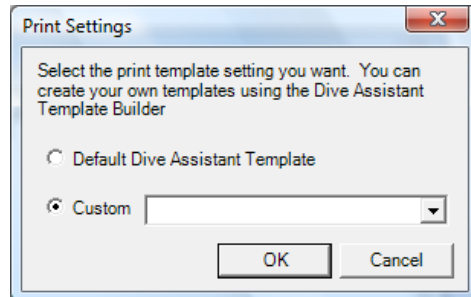 Print Settings
Select the print template setting you want.  You can
create your own templates using the Dive Assistant
Template Builder
Default Dive Assistant Template
Custom
OK Cancel